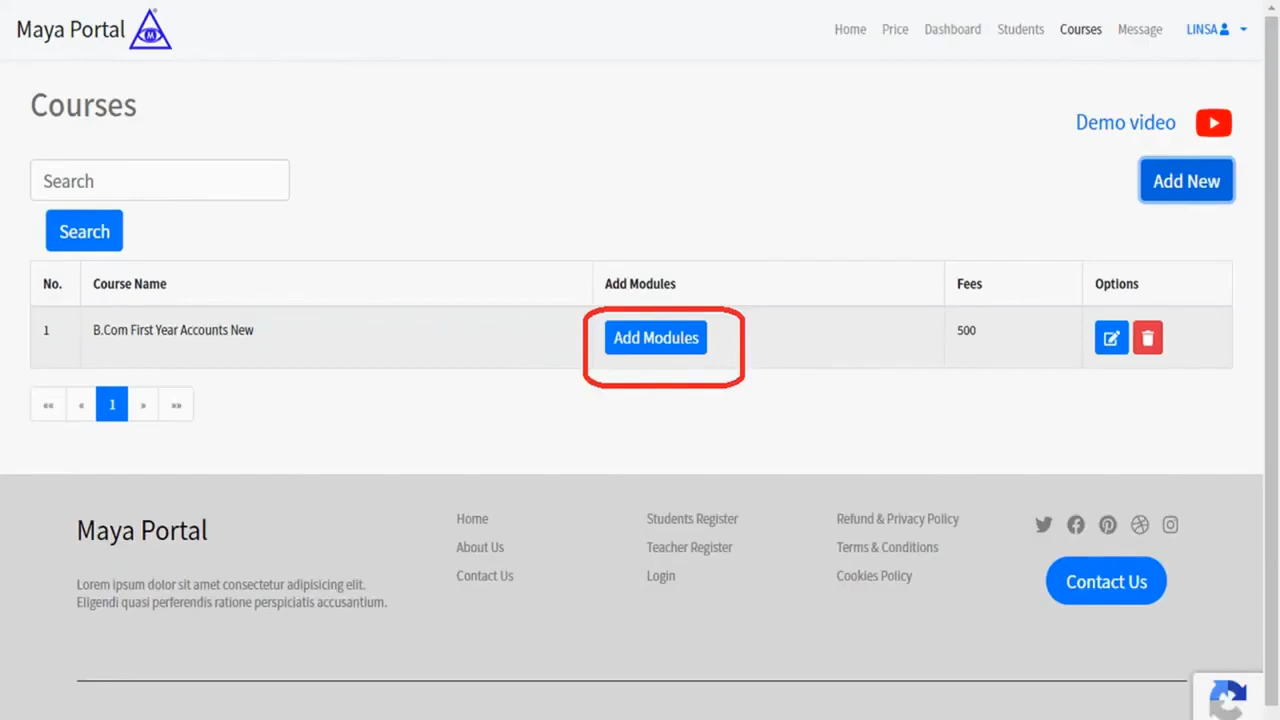 Maya Portal
Home Price Dashboard Students Courses Message LINSA
Courses
Demo video
Search
Add New
Search
No. Course Name Add Modules Fees Options
1 B.Com First Year Accounts New Add Modules 500
«« « 1 » »»
Maya Portal
Lorem ipsum dolor sit amet consectetur adipisicing elit.
Eligendi quasi perferendis ratione perspiciatis accusantium.
Home
About Us
Contact Us
Students Register
Teacher Register
Login
Refund & Privacy Policy
Terms & Conditions
Cookies Policy
Contact Us